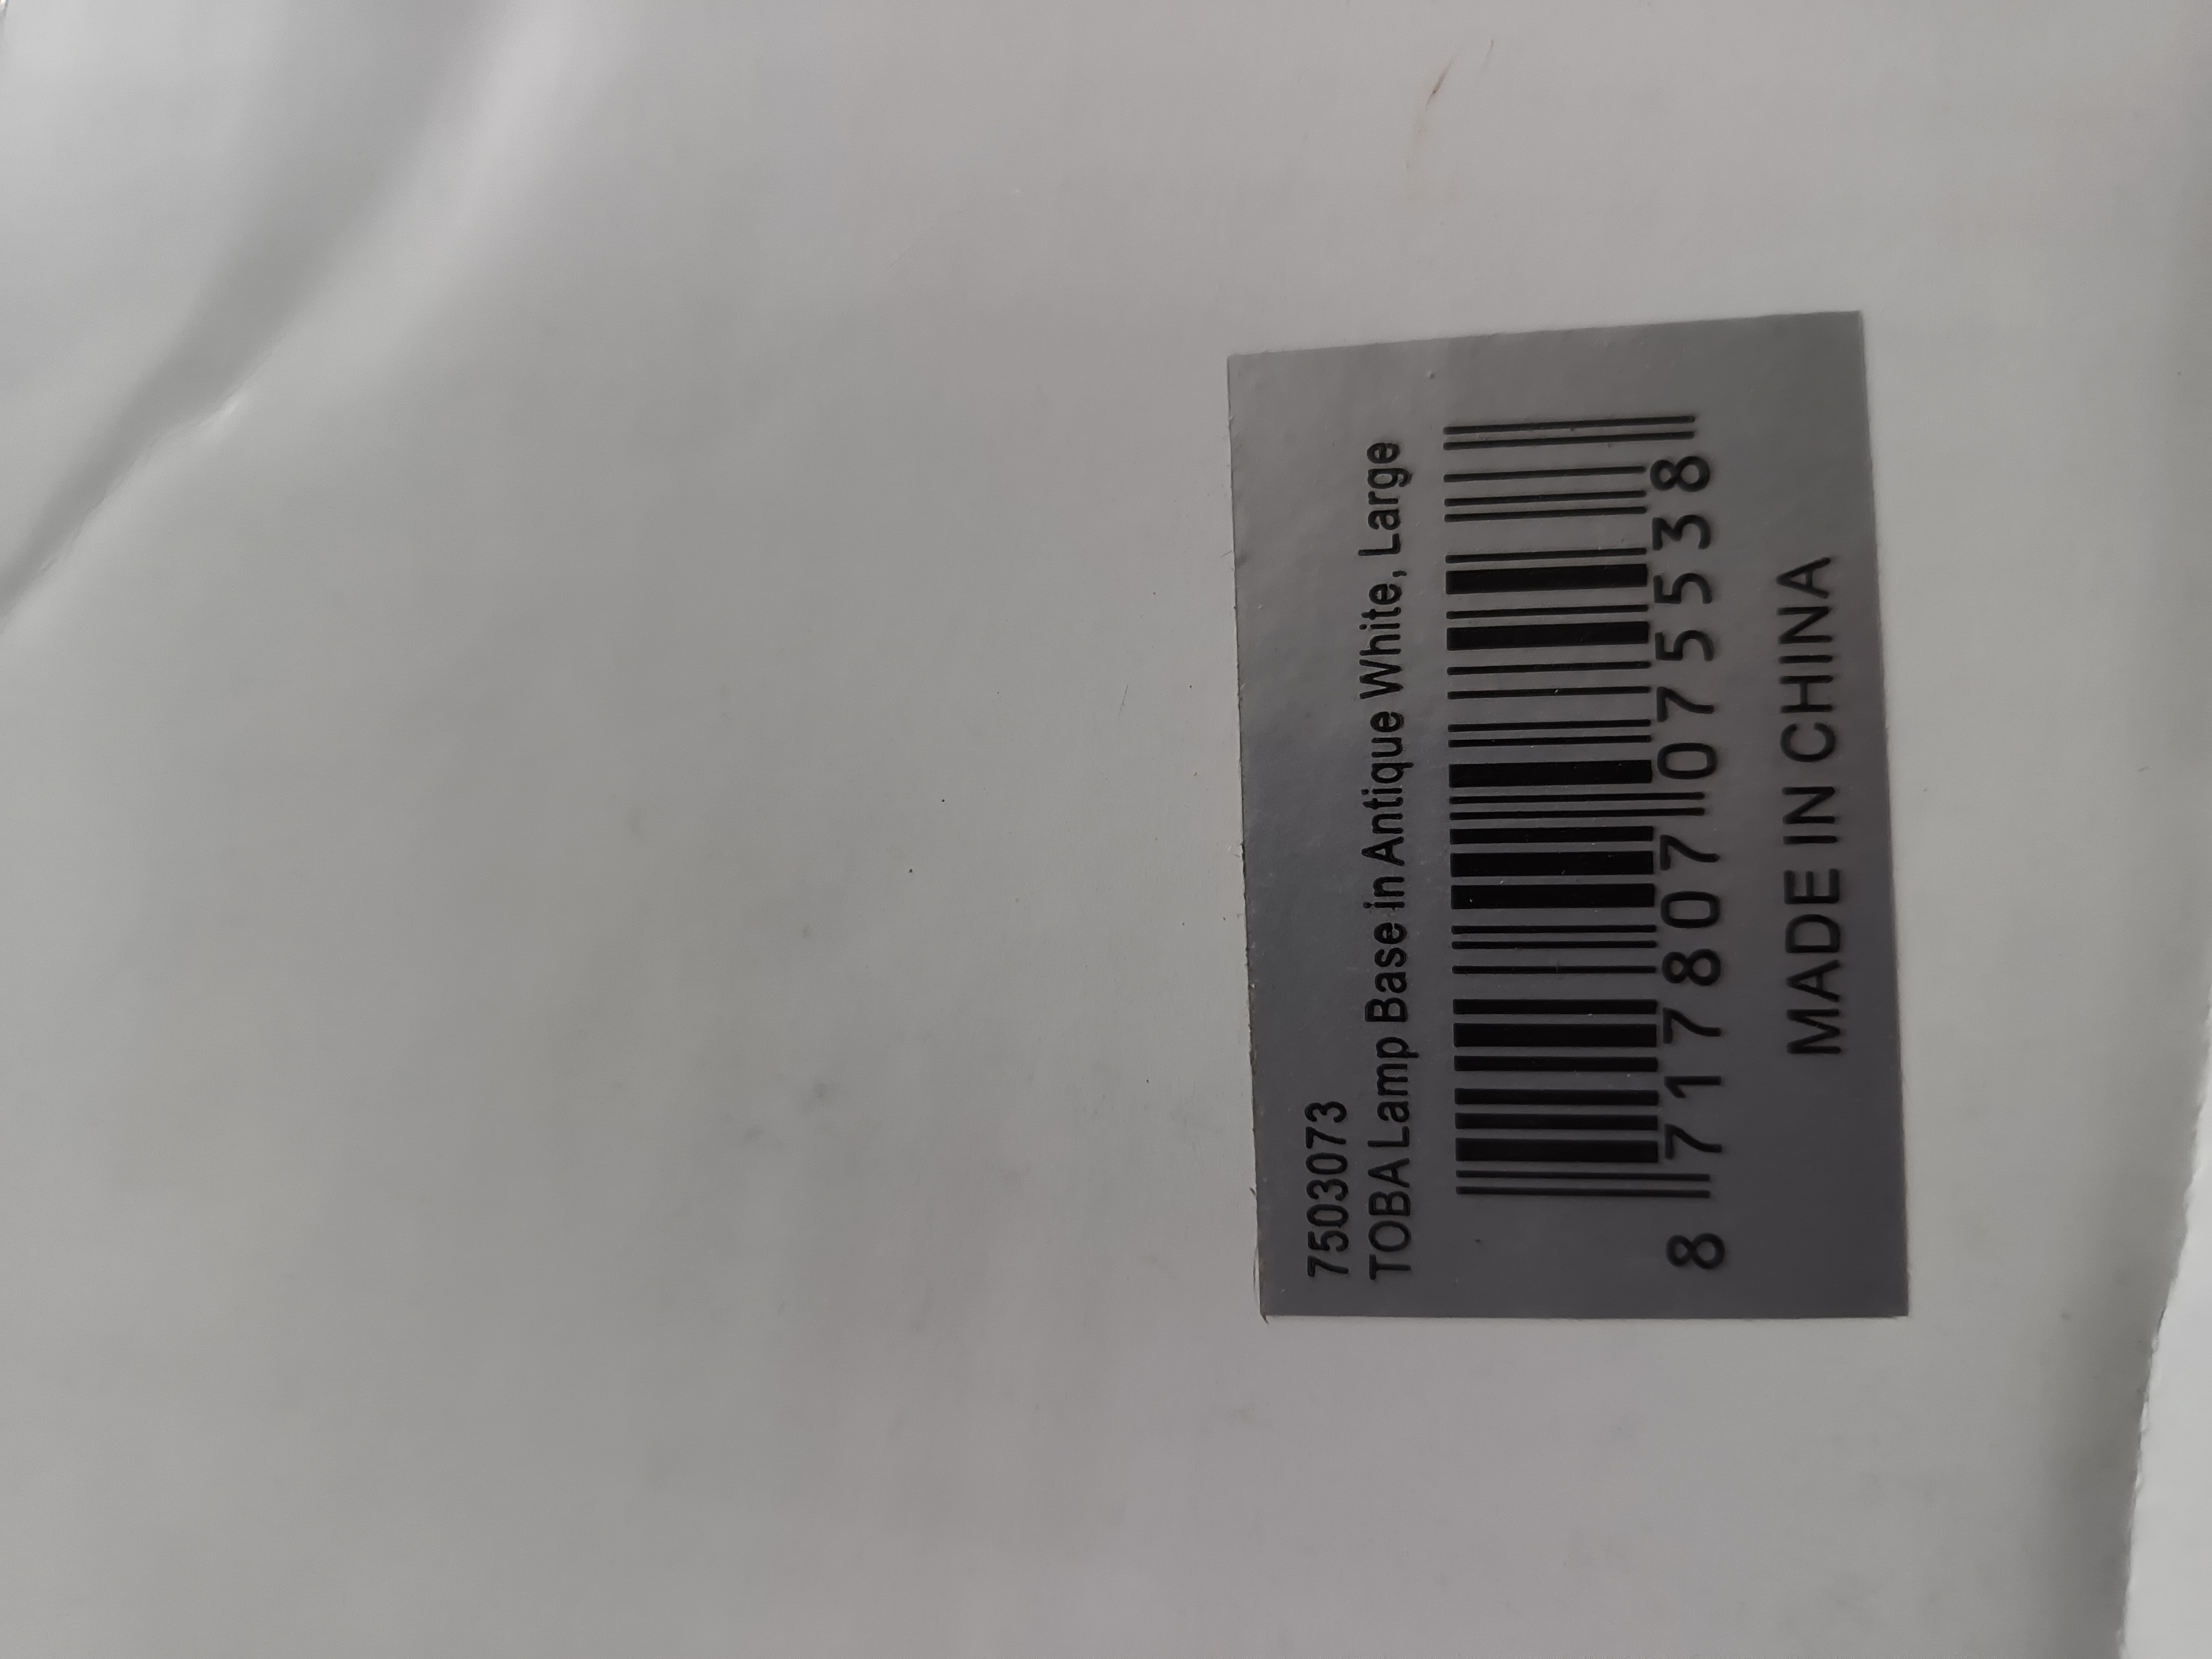 7503073
TOBA Lamp Base in Antique White, Large
8 717807 075538
MADE IN CHINA